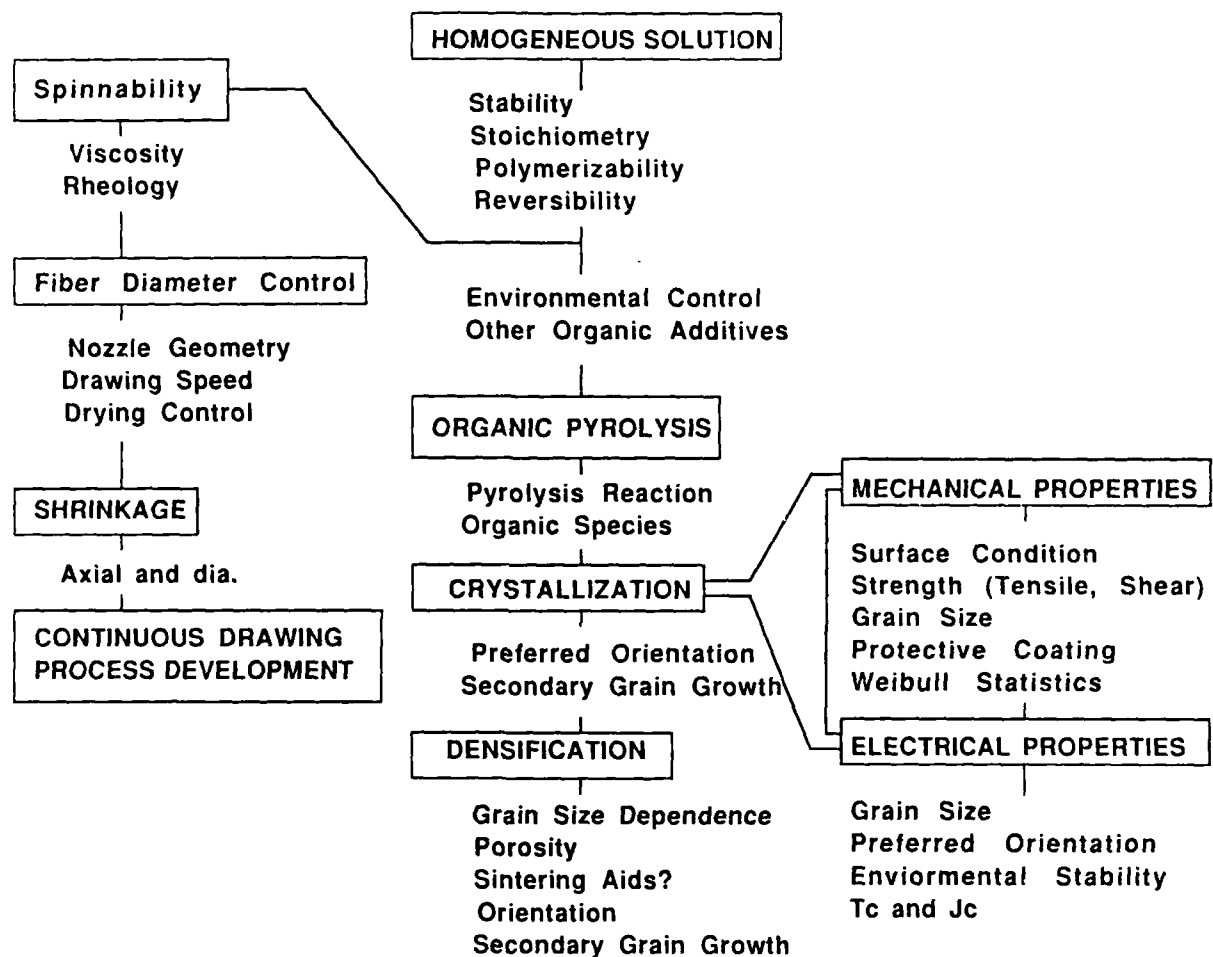 Spinnability
Viscosity
Rheology
Fiber Diameter Control
Nozzle Geometry
Drawing Speed
Drying Control
SHRINKAGE
Axial and dia.
CONTINUOUS DRAWING
PROCESS DEVELOPMENT
HOMOGENEOUS SOLUTION
Stability
Stoichiometry
Polymerizability
Reversibility
Environmental Control
Other Organic Additives
ORGANIC PYROLYSIS
Pyrolysis Reaction
Organic Species
CRYSTALLIZATION
Preferred Orientation
Secondary Grain Growth
DENSIFICATION
Grain Size Dependence
Porosity
Sintering Aids?
Orientation
Secondary Grain Growth
MECHANICAL PROPERTIES
Surface Condition
Strength (Tensile, Shear)
Grain Size
Protective Coating
Weibull Statistics
ELECTRICAL PROPERTIES
Grain Size
Preferred Orientation
Enviormental Stability
Tc and Jc